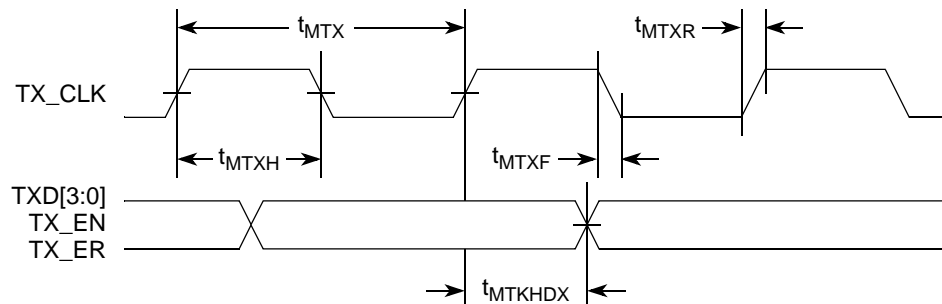 tMTX
tMTXR
TX_CLK
tMTXH
tMTXF
TXD[3:0]
TX_EN
TX_ER
tMTKHDX